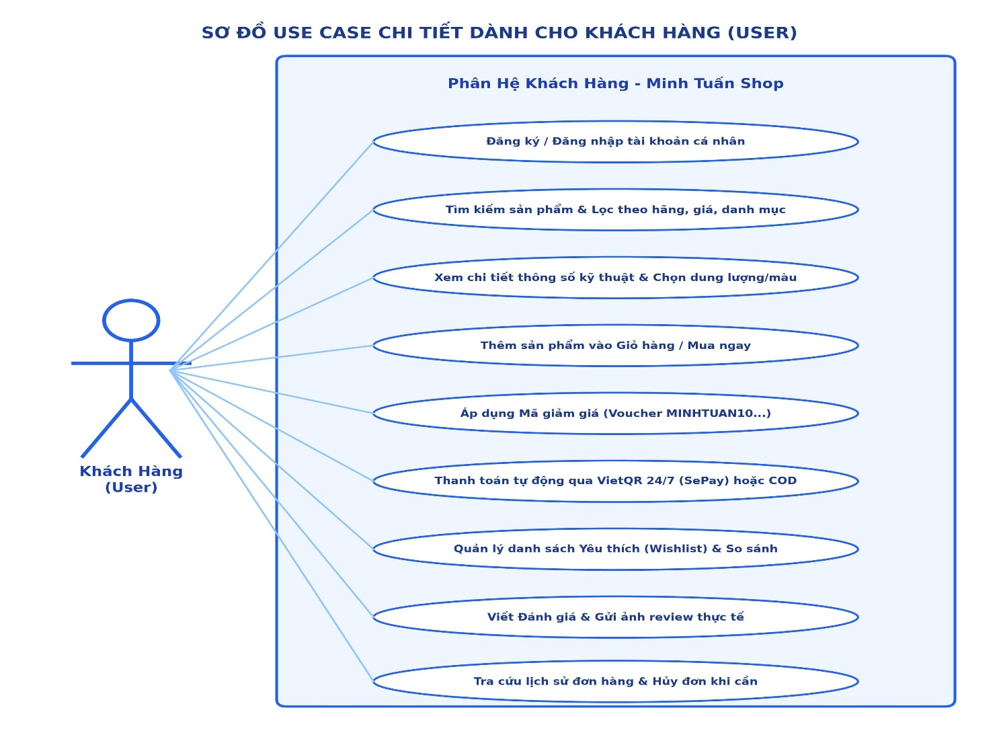 SƠ ĐỒ USE CASE CHI TIẾT DÀNH CHO KHÁCH HÀNG (USER)
Phân Hệ Khách Hàng - Minh Tuấn Shop
Đăng ký / Đăng nhập tài khoản cá nhân
Tìm kiếm sản phẩm & Lọc theo hãng, giá, danh mục
Xem chi tiết thông số kỹ thuật & Chọn dung lượng/màu
Thêm sản phẩm vào Giỏ hàng / Mua ngay
Áp dụng Mã giảm giá (Voucher MINHTUAN10...)
Thanh toán tự động qua VietQR 24/7 (SePay) hoặc COD
Quản lý danh sách Yêu thích (Wishlist) & So sánh
Viết Đánh giá & Gửi ảnh review thực tế
Tra cứu lịch sử đơn hàng & Hủy đơn khi cần
Khách Hàng
(User)